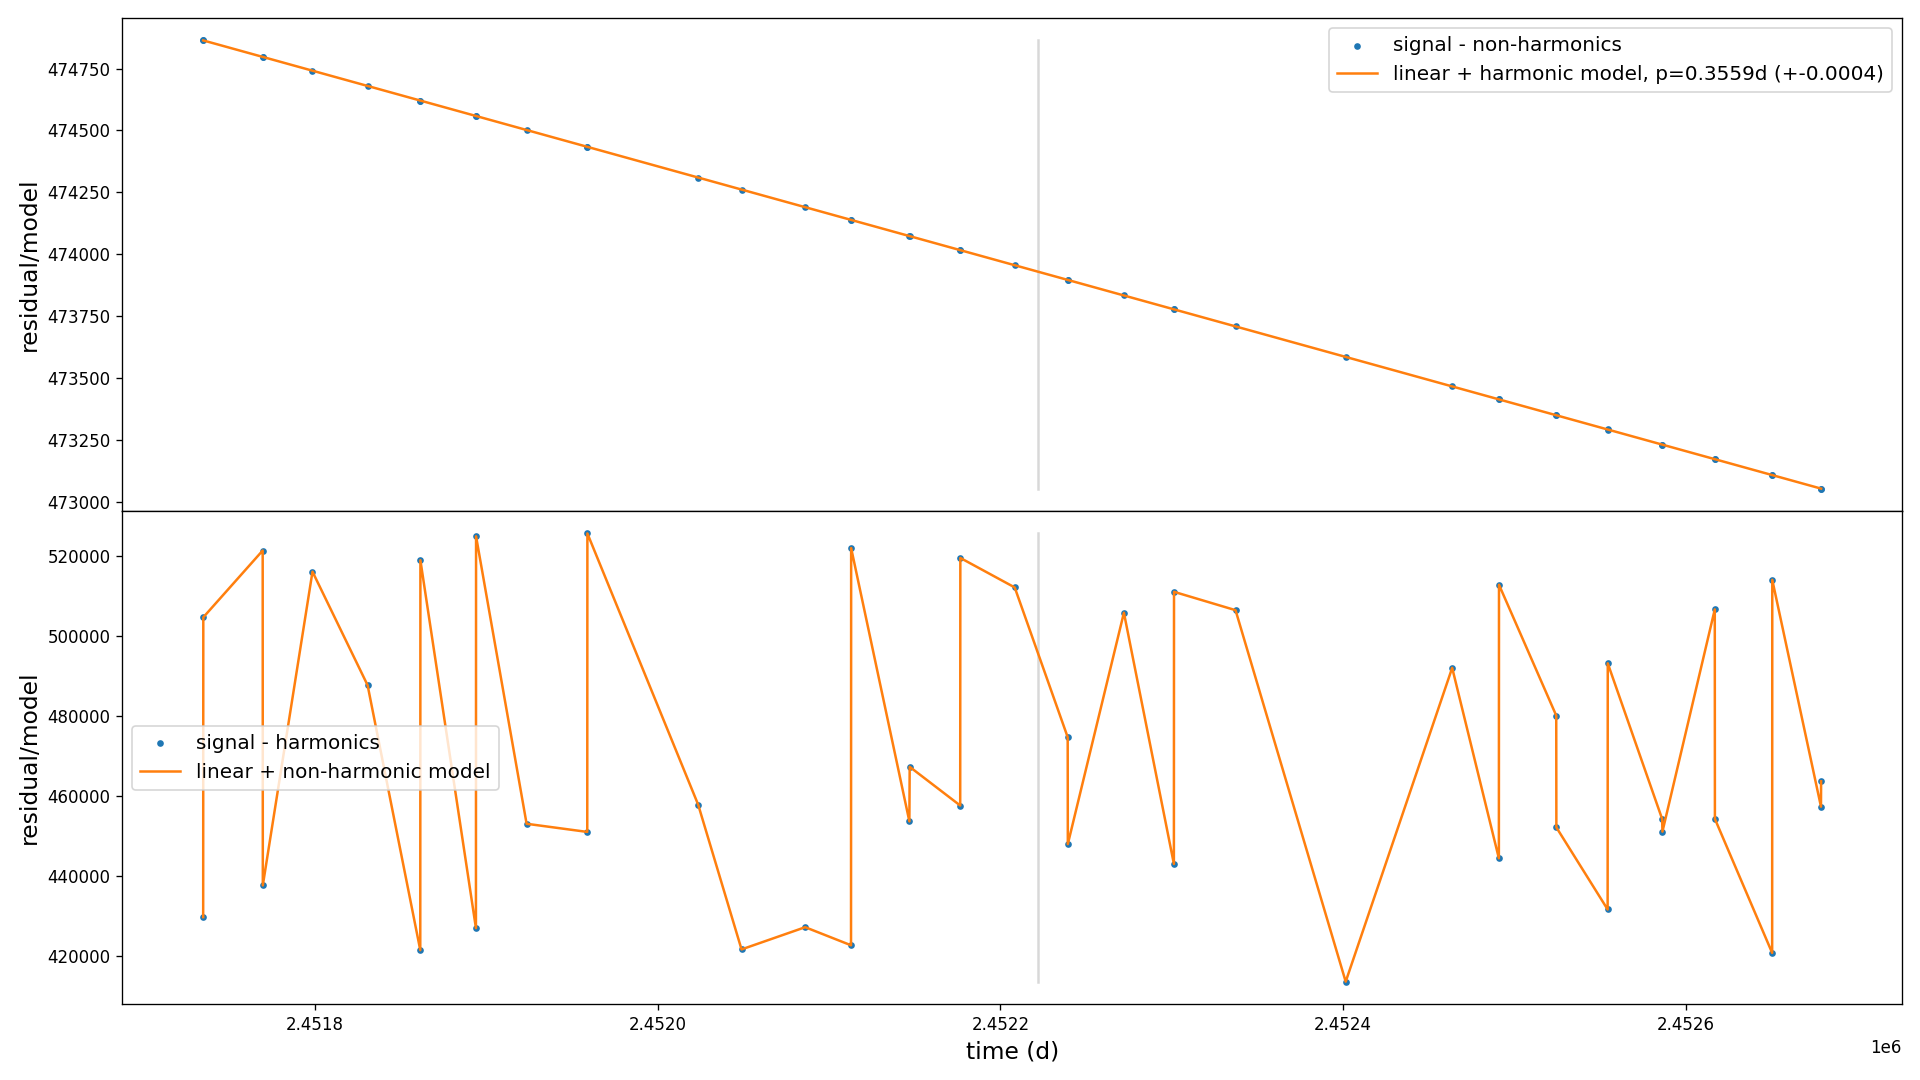 474750
474500
474250
474000
473750
473500
473250
473000
residual/model
signal - non-harmonics
linear + harmonic model, p=0.3559d (+-0.0004)
520000
500000
480000
460000
440000
420000
residual/model
signal - harmonics
linear + non-harmonic model
2.4518
2.4520
2.4522
2.4524
2.4526
1e6
time (d)